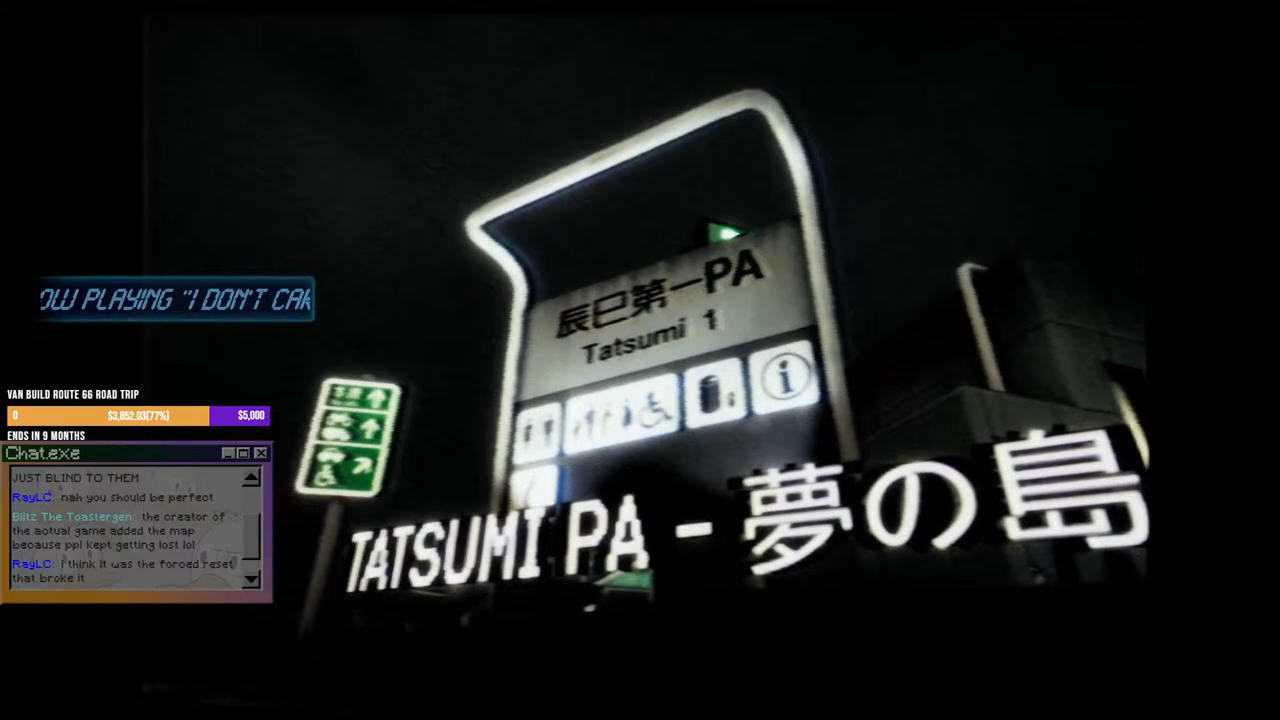 OW PLAYING "I DON'T CAR
VAN BUILD ROUTE 66 ROAD TRIP
0 $3,852.03(77%) $5,000
ENDS IN 9 MONTHS
Chat.exe
JUST BLIND TO THEM
RayLC: nah you should be perfect
Blitz The Toastergen: the creator of
the actual game added the map
because ppl kept getting lost lol
RayLC: i think it was the forced reset
that broke it
辰巳第一PA
Tatsumi 1
TATSUMI PA - 夢の島